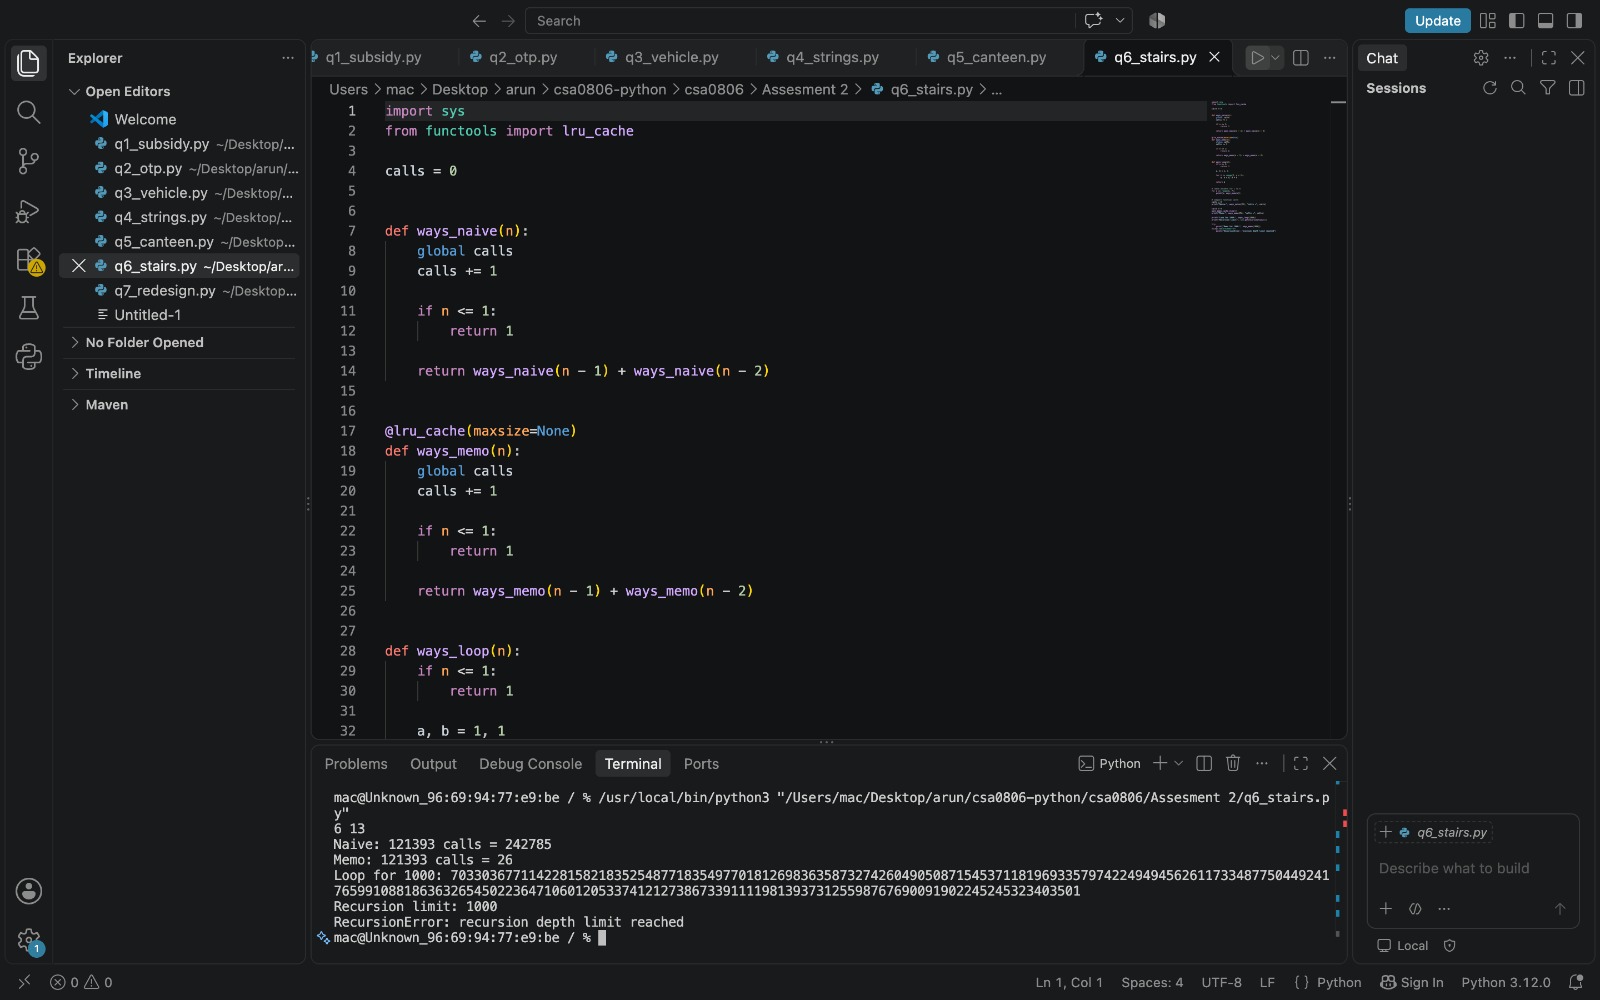 Search
Update
Explorer
Open Editors
Welcome
q1_subsidy.py ~/Desktop/...
q2_otp.py ~/Desktop/arun/...
q3_vehicle.py ~/Desktop/...
q4_strings.py ~/Desktop/...
q5_canteen.py ~/Desktop...
q6_stairs.py ~/Desktop/ar...
q7_redesign.py ~/Desktop...
Untitled-1
No Folder Opened
Timeline
Maven
1
q1_subsidy.py q2_otp.py q3_vehicle.py q4_strings.py q5_canteen.py q6_stairs.py
Users > mac > Desktop > arun > csa0806-python > csa0806 > Assesment 2 > q6_stairs.py > ...
1 import sys
2 from functools import lru_cache
3
4 calls = 0
5
6
7 def ways_naive(n):
8 global calls
9 calls += 1
10
11 if n <= 1:
12 return 1
13
14 return ways_naive(n - 1) + ways_naive(n - 2)
15
16
17 @lru_cache(maxsize=None)
18 def ways_memo(n):
19 global calls
20 calls += 1
21
22 if n <= 1:
23 return 1
24
25 return ways_memo(n - 1) + ways_memo(n - 2)
26
27
28 def ways_loop(n):
29 if n <= 1:
30 return 1
31
32 a, b = 1, 1
Problems Output Debug Console Terminal Ports
Python
mac@Unknown_96:69:94:77:e9:be / % /usr/local/bin/python3 "/Users/mac/Desktop/arun/csa0806-python/csa0806/Assesment 2/q6_stairs.p
y"
6 13
Naive: 121393 calls = 242785
Memo: 121393 calls = 26
Loop for 1000: 70330367711422815821835254877183549770181269836358732742604905087154537118196933579742249494562611733487750449241
765991088186363265450223647106012053374121273867339111198139373125598767690091902245245323403501
Recursion limit: 1000
RecursionError: recursion depth limit reached
mac@Unknown_96:69:94:77:e9:be / %
Chat
Sessions
q6_stairs.py
Describe what to build
Local
0 0
Ln 1, Col 1 Spaces: 4 UTF-8 LF { } Python Sign In Python 3.12.0